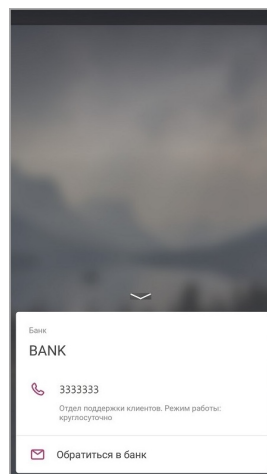 Банк
BANK
3333333
Отдел поддержки клиентов. Режим работы:
круглосуточно
Обратиться в банк